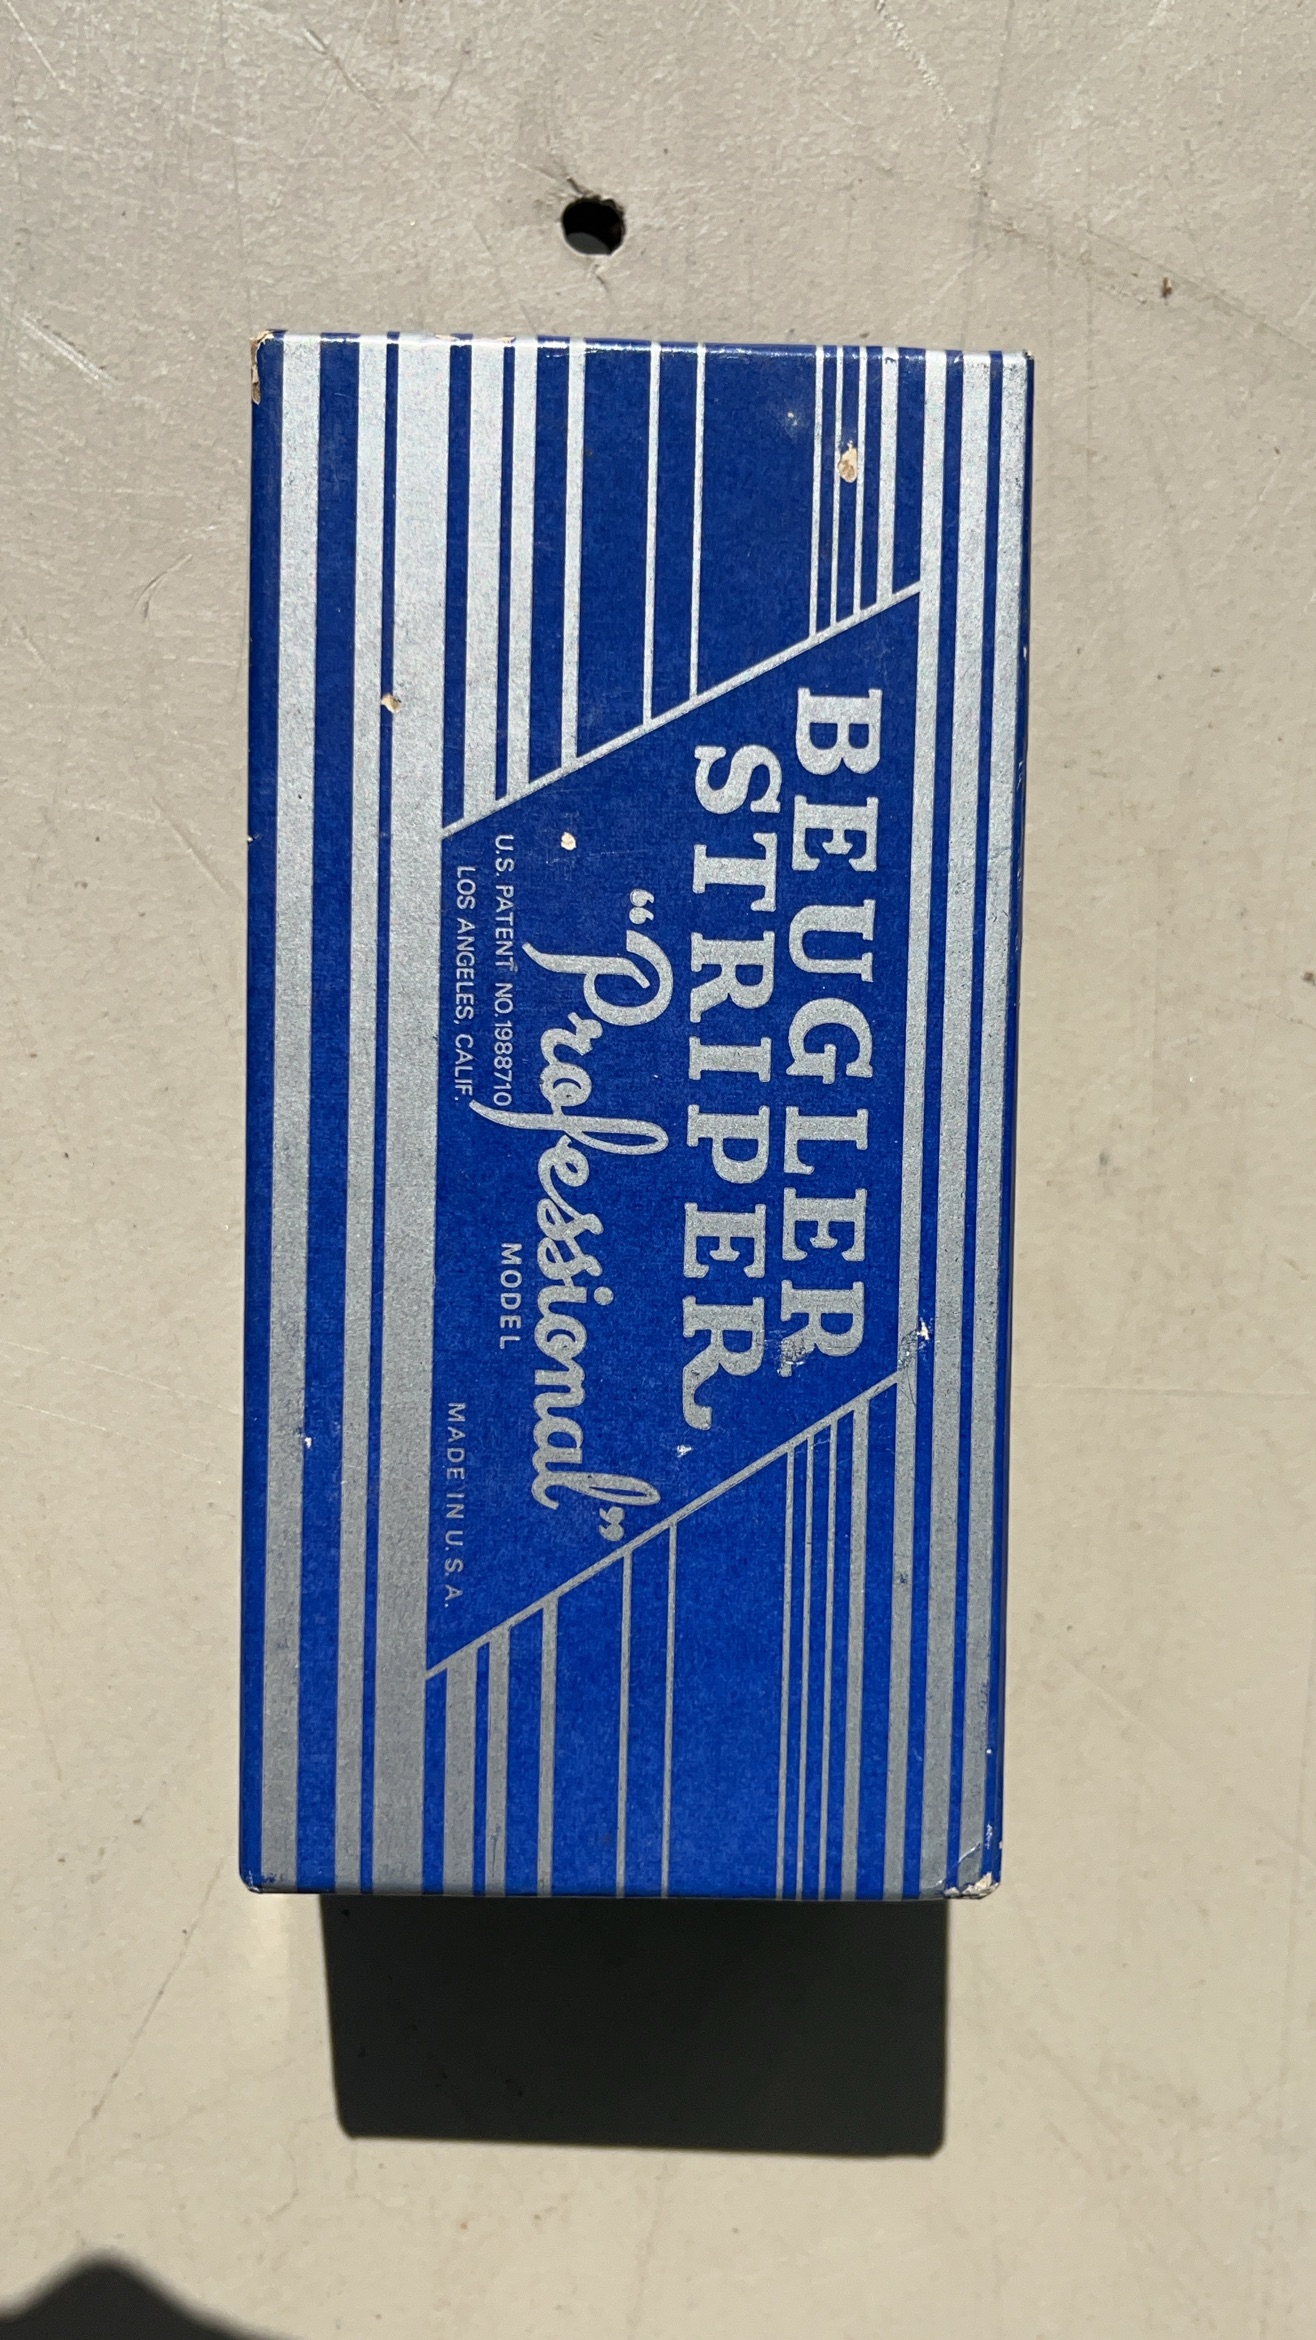 BEUGLER
STRIPER
“Professional”
U.S. PATENT NO.1988710
MODEL
LOS ANGELES, CALIF.
MADE IN U.S.A.